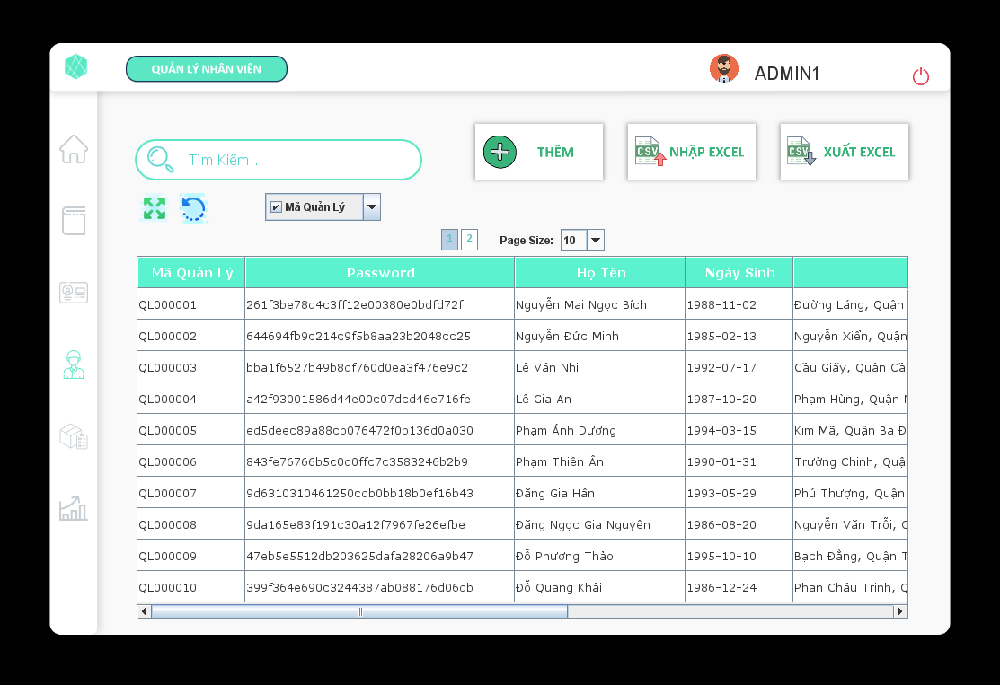 QUẢN LÝ NHÂN VIÊN
ADMIN1
Tìm Kiếm...
THÊM
CSV NHẬP EXCEL
CSV XUẤT EXCEL
Mã Quản Lý
1 2 Page Size: 10
Mã Quản Lý Password Họ Tên Ngày Sinh
QL000001 261f3be78d4c3ff12e00380e0bdfd72f Nguyễn Mai Ngọc Bích 1988-11-02 Đường Láng, Quận
QL000002 644694fb9c214c9f5b8aa23b2048cc25 Nguyễn Đức Minh 1985-02-13 Nguyễn Xiển, Quận
QL000003 bba1f6527b49b8df760d0ea3f476e9c2 Lê Vân Nhi 1992-07-17 Cầu Giấy, Quận Cầu
QL000004 a42f93001586d44e00c07dcd46e716fe Lê Gia An 1987-10-20 Phạm Hùng, Quận N
QL000005 ed5deec89a88cb076472f0b136d0a030 Phạm Ánh Dương 1994-03-15 Kim Mã, Quận Ba Đì
QL000006 843fe76766b5c0d0ffc7c3583246b2b9 Phạm Thiên Ân 1990-01-31 Trường Chinh, Quận
QL000007 9d6310310461250cdb0bb18b0ef16b43 Đặng Gia Hân 1993-05-29 Phú Thượng, Quận
QL000008 9da165e83f191c30a12f7967fe26efbe Đặng Ngọc Gia Nguyên 1986-08-20 Nguyễn Văn Trỗi, Q
QL000009 47eb5e5512db203625dafa28206a9b47 Đỗ Phương Thảo 1995-10-10 Bạch Đằng, Quận T
QL000010 399f364e690c3244387ab088176d06db Đỗ Quang Khải 1986-12-24 Phan Châu Trinh, Q